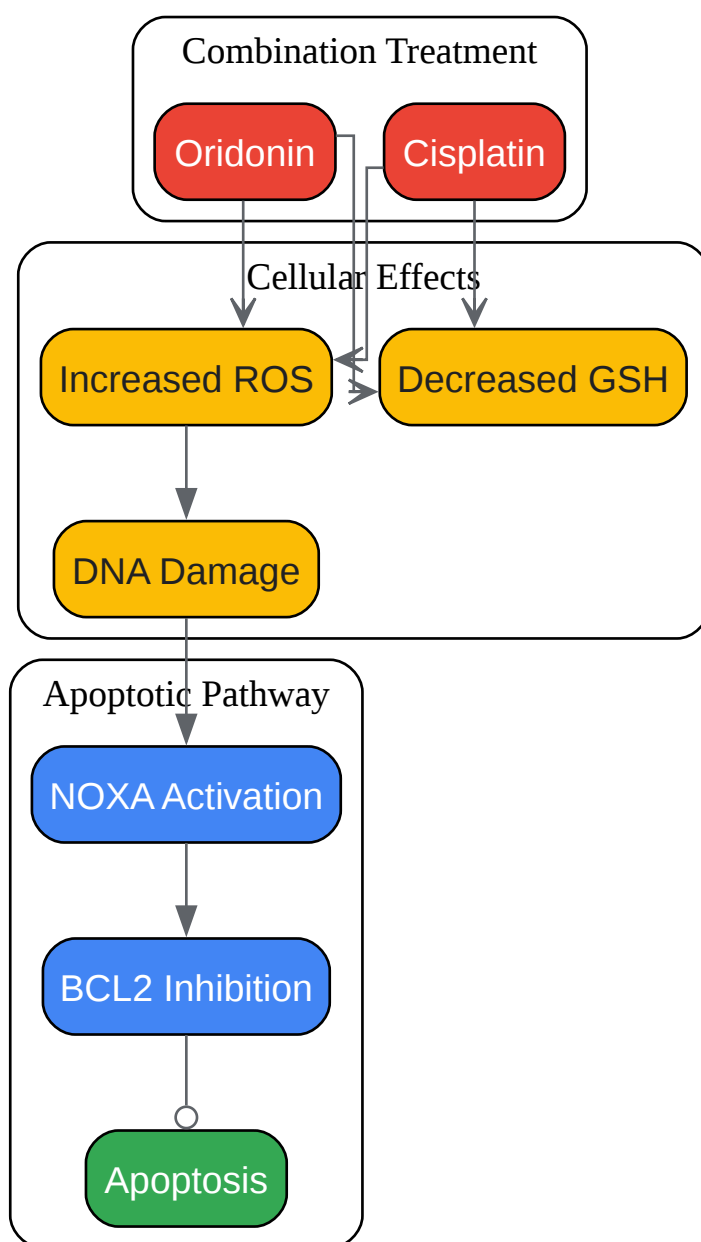 Combination Treatment
Oridonin
Cisplatin
Cellular Effects
Increased ROS
Decreased GSH
DNA Damage
Apoptotic Pathway
NOXA Activation
BCL2 Inhibition
Apoptosis